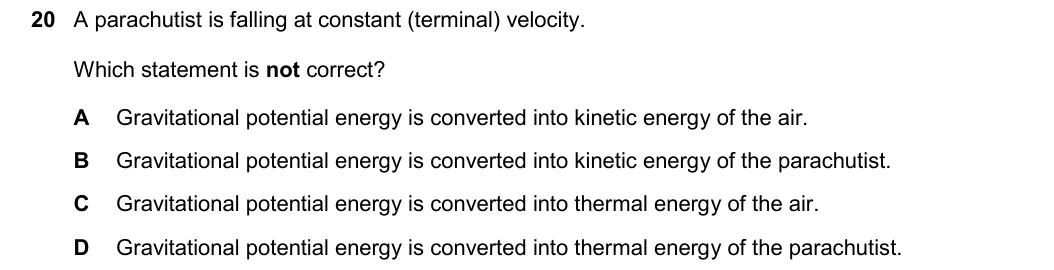 20 A parachutist is falling at constant (terminal) velocity.
Which statement is not correct?
A Gravitational potential energy is converted into kinetic energy of the air.
B Gravitational potential energy is converted into kinetic energy of the parachutist.
C Gravitational potential energy is converted into thermal energy of the air.
D Gravitational potential energy is converted into thermal energy of the parachutist.